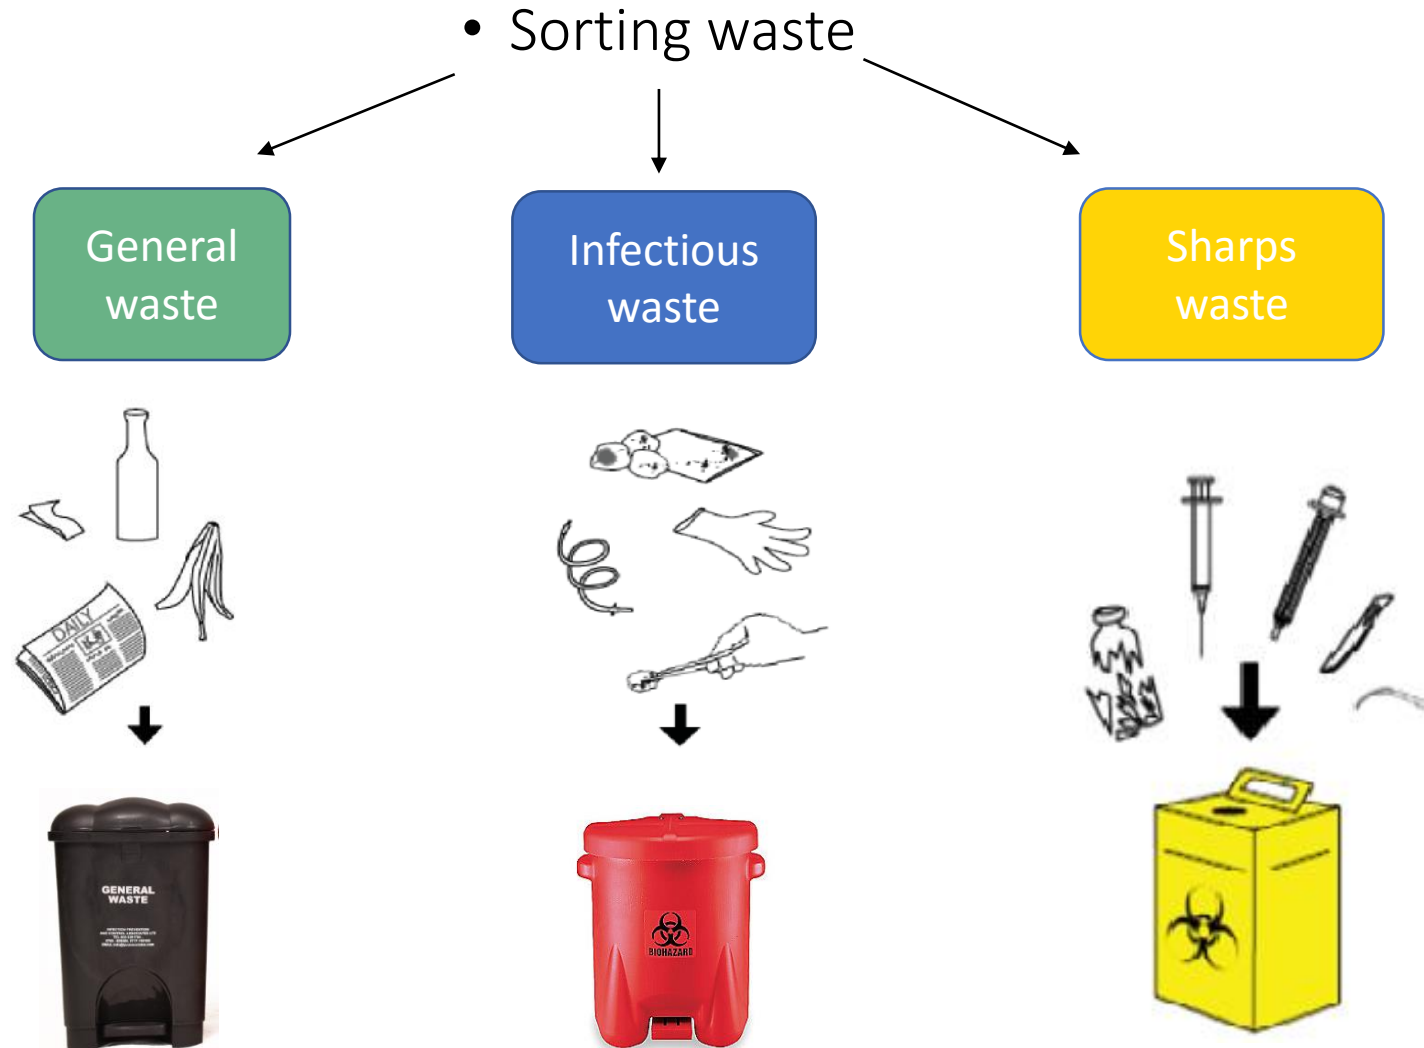 • Sorting waste
General
waste
Infectious
waste
Sharps
waste
DAILY
GENERAL
WASTE
BIOHAZARD